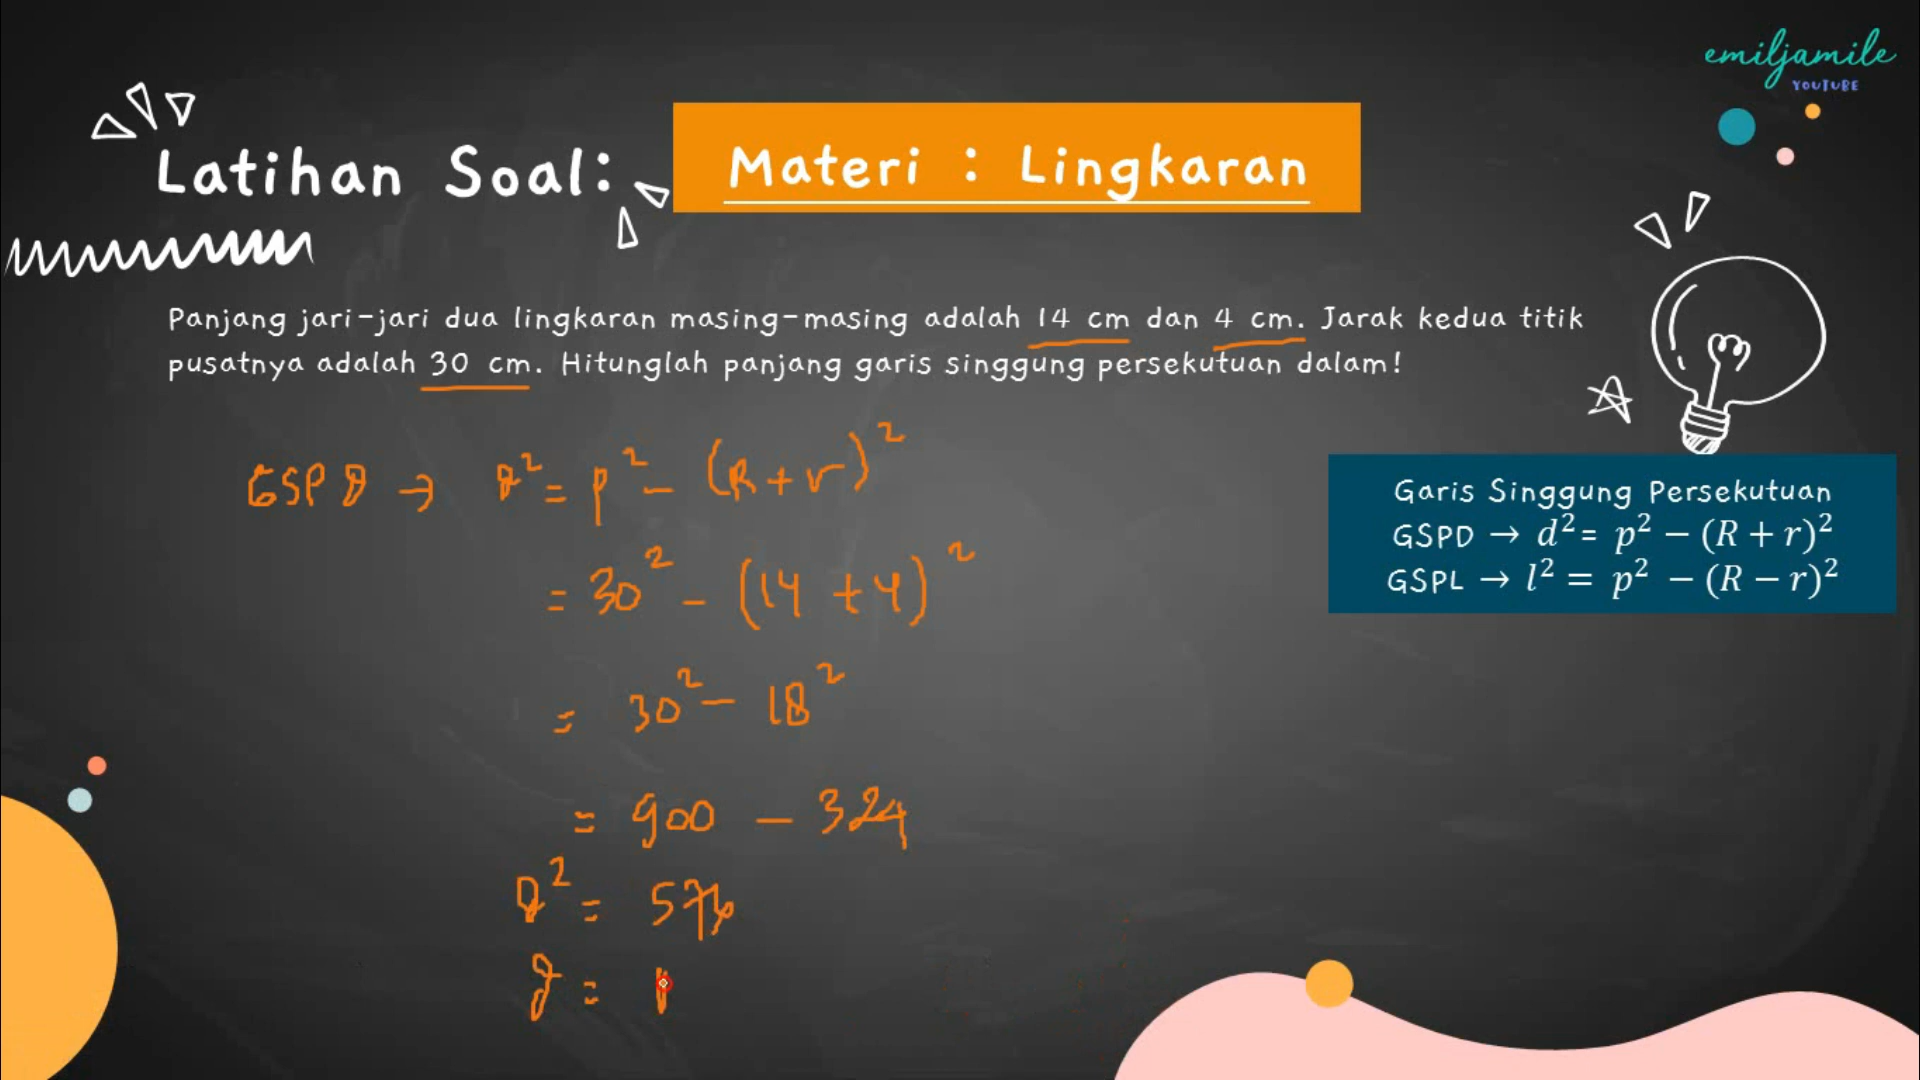 emiljamile
YOUTUBE
Latihan Soal:
Materi : Lingkaran
Panjang jari-jari dua lingkaran masing-masing adalah 14 cm dan 4 cm. Jarak kedua titik
pusatnya adalah 30 cm. Hitunglah panjang garis singgung persekutuan dalam!
GSPD → d² = p² - (R+r)²
= 30² - (14 + 4)²
= 30² - 18²
= 900 - 324
d² = 576
d =
Garis Singgung Persekutuan
GSPD → d²= p² − (R + r)²
GSPL → l² = p² − (R − r)²